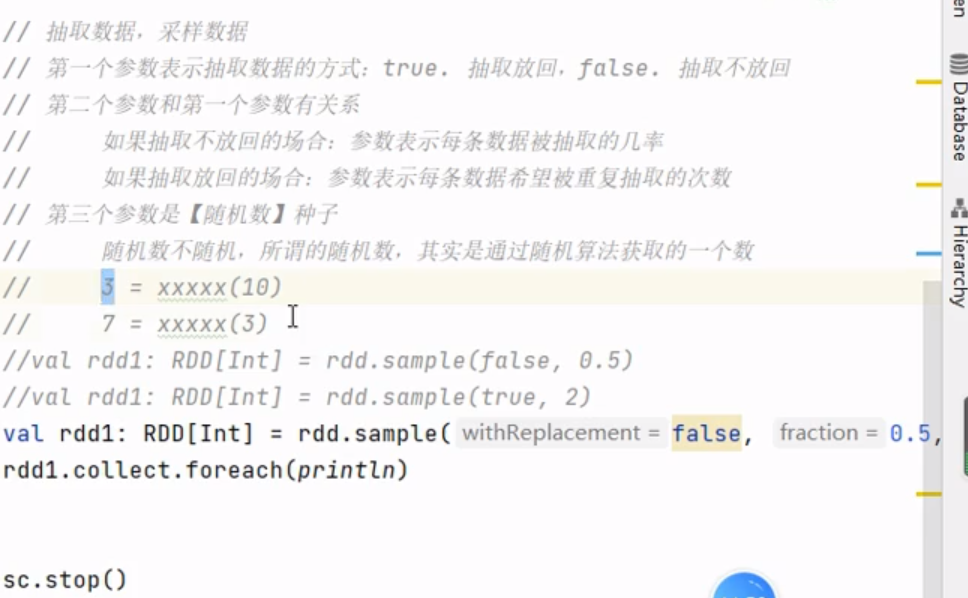 // 抽取数据，采样数据
// 第一个参数表示抽取数据的方式：true. 抽取放回，false. 抽取不放回
// 第二个参数和第一个参数有关系
// 如果抽取不放回的场合：参数表示每条数据被抽取的几率
// 如果抽取放回的场合：参数表示每条数据希望被重复抽取的次数
// 第三个参数是【随机数】种子
// 随机数不随机，所谓的随机数，其实是通过随机算法获取的一个数
// 3 = xxxxx(10)
// 7 = xxxxx(3)
//val rdd1: RDD[Int] = rdd.sample(false, 0.5)
//val rdd1: RDD[Int] = rdd.sample(true, 2)
val rdd1: RDD[Int] = rdd.sample( withReplacement = false, fraction = 0.5,
rdd1.collect.foreach(println)
sc.stop()
en
Database
Hierarchy